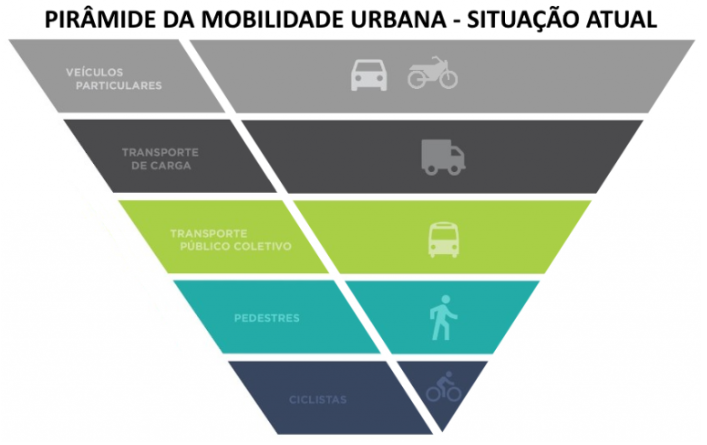 PIRÂMIDE DA MOBILIDADE URBANA - SITUAÇÃO ATUAL
VEÍCULOS
PARTICULARES
TRANSPORTE
DE CARGA
TRANSPORTE
PÚBLICO COLETIVO
PEDESTRES
CICLISTAS